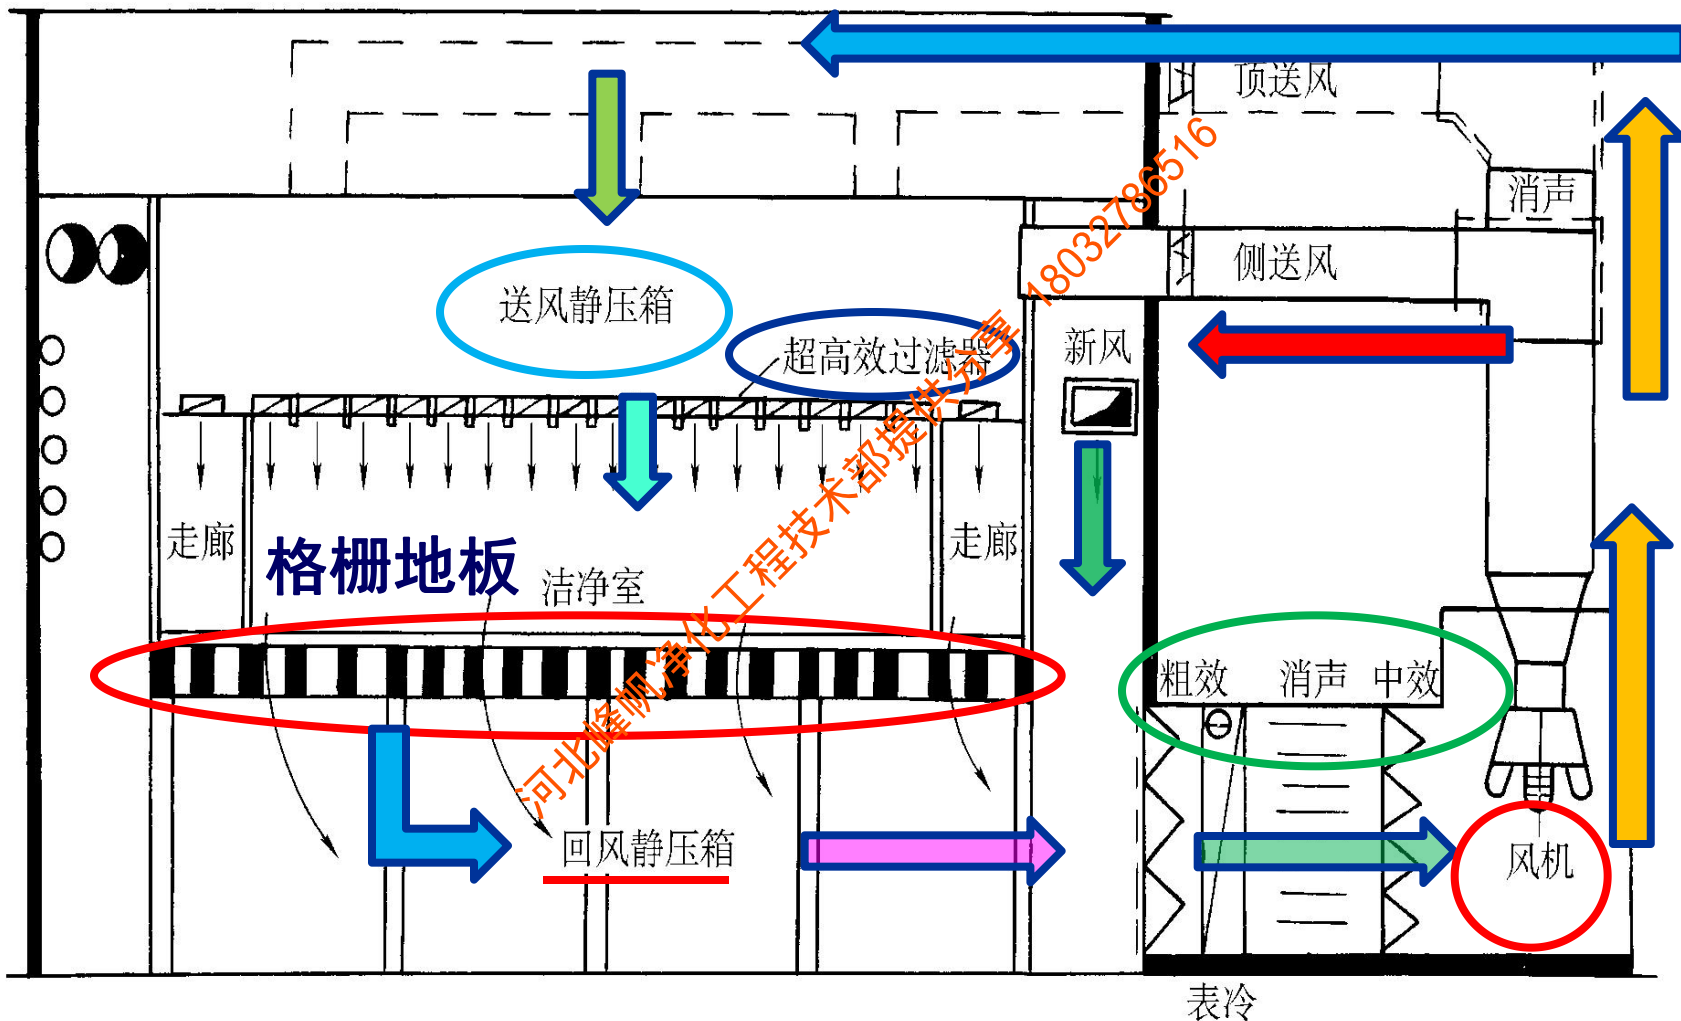 顶送风
消声
侧送风
送风静压箱
超高效过滤器
新风
走廊
格栅地板
洁净室
走廊
粗效
消声
中效
回风静压箱
风机
表冷
河北峰帆净化工程技术部提供分享 18032786516